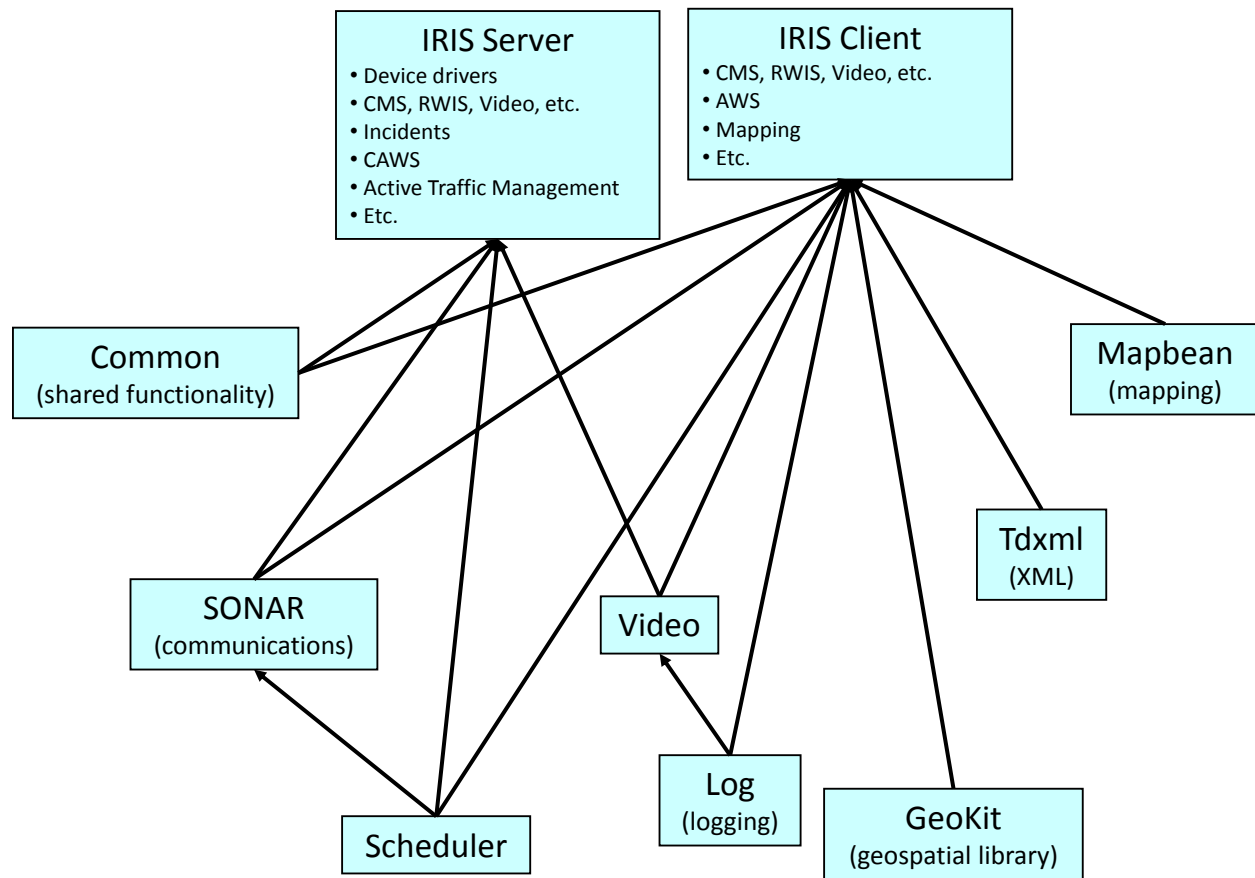 IRIS Server
• Device drivers
• CMS, RWIS, Video, etc.
• Incidents
• CAWS
• Active Traffic Management
• Etc.
IRIS Client
• CMS, RWIS, Video, etc.
• AWS
• Mapping
• Etc.
Common
(shared functionality)
Mapbean
(mapping)
Tdxml
(XML)
SONAR
(communications)
Video
Log
(logging)
GeoKit
(geospatial library)
Scheduler